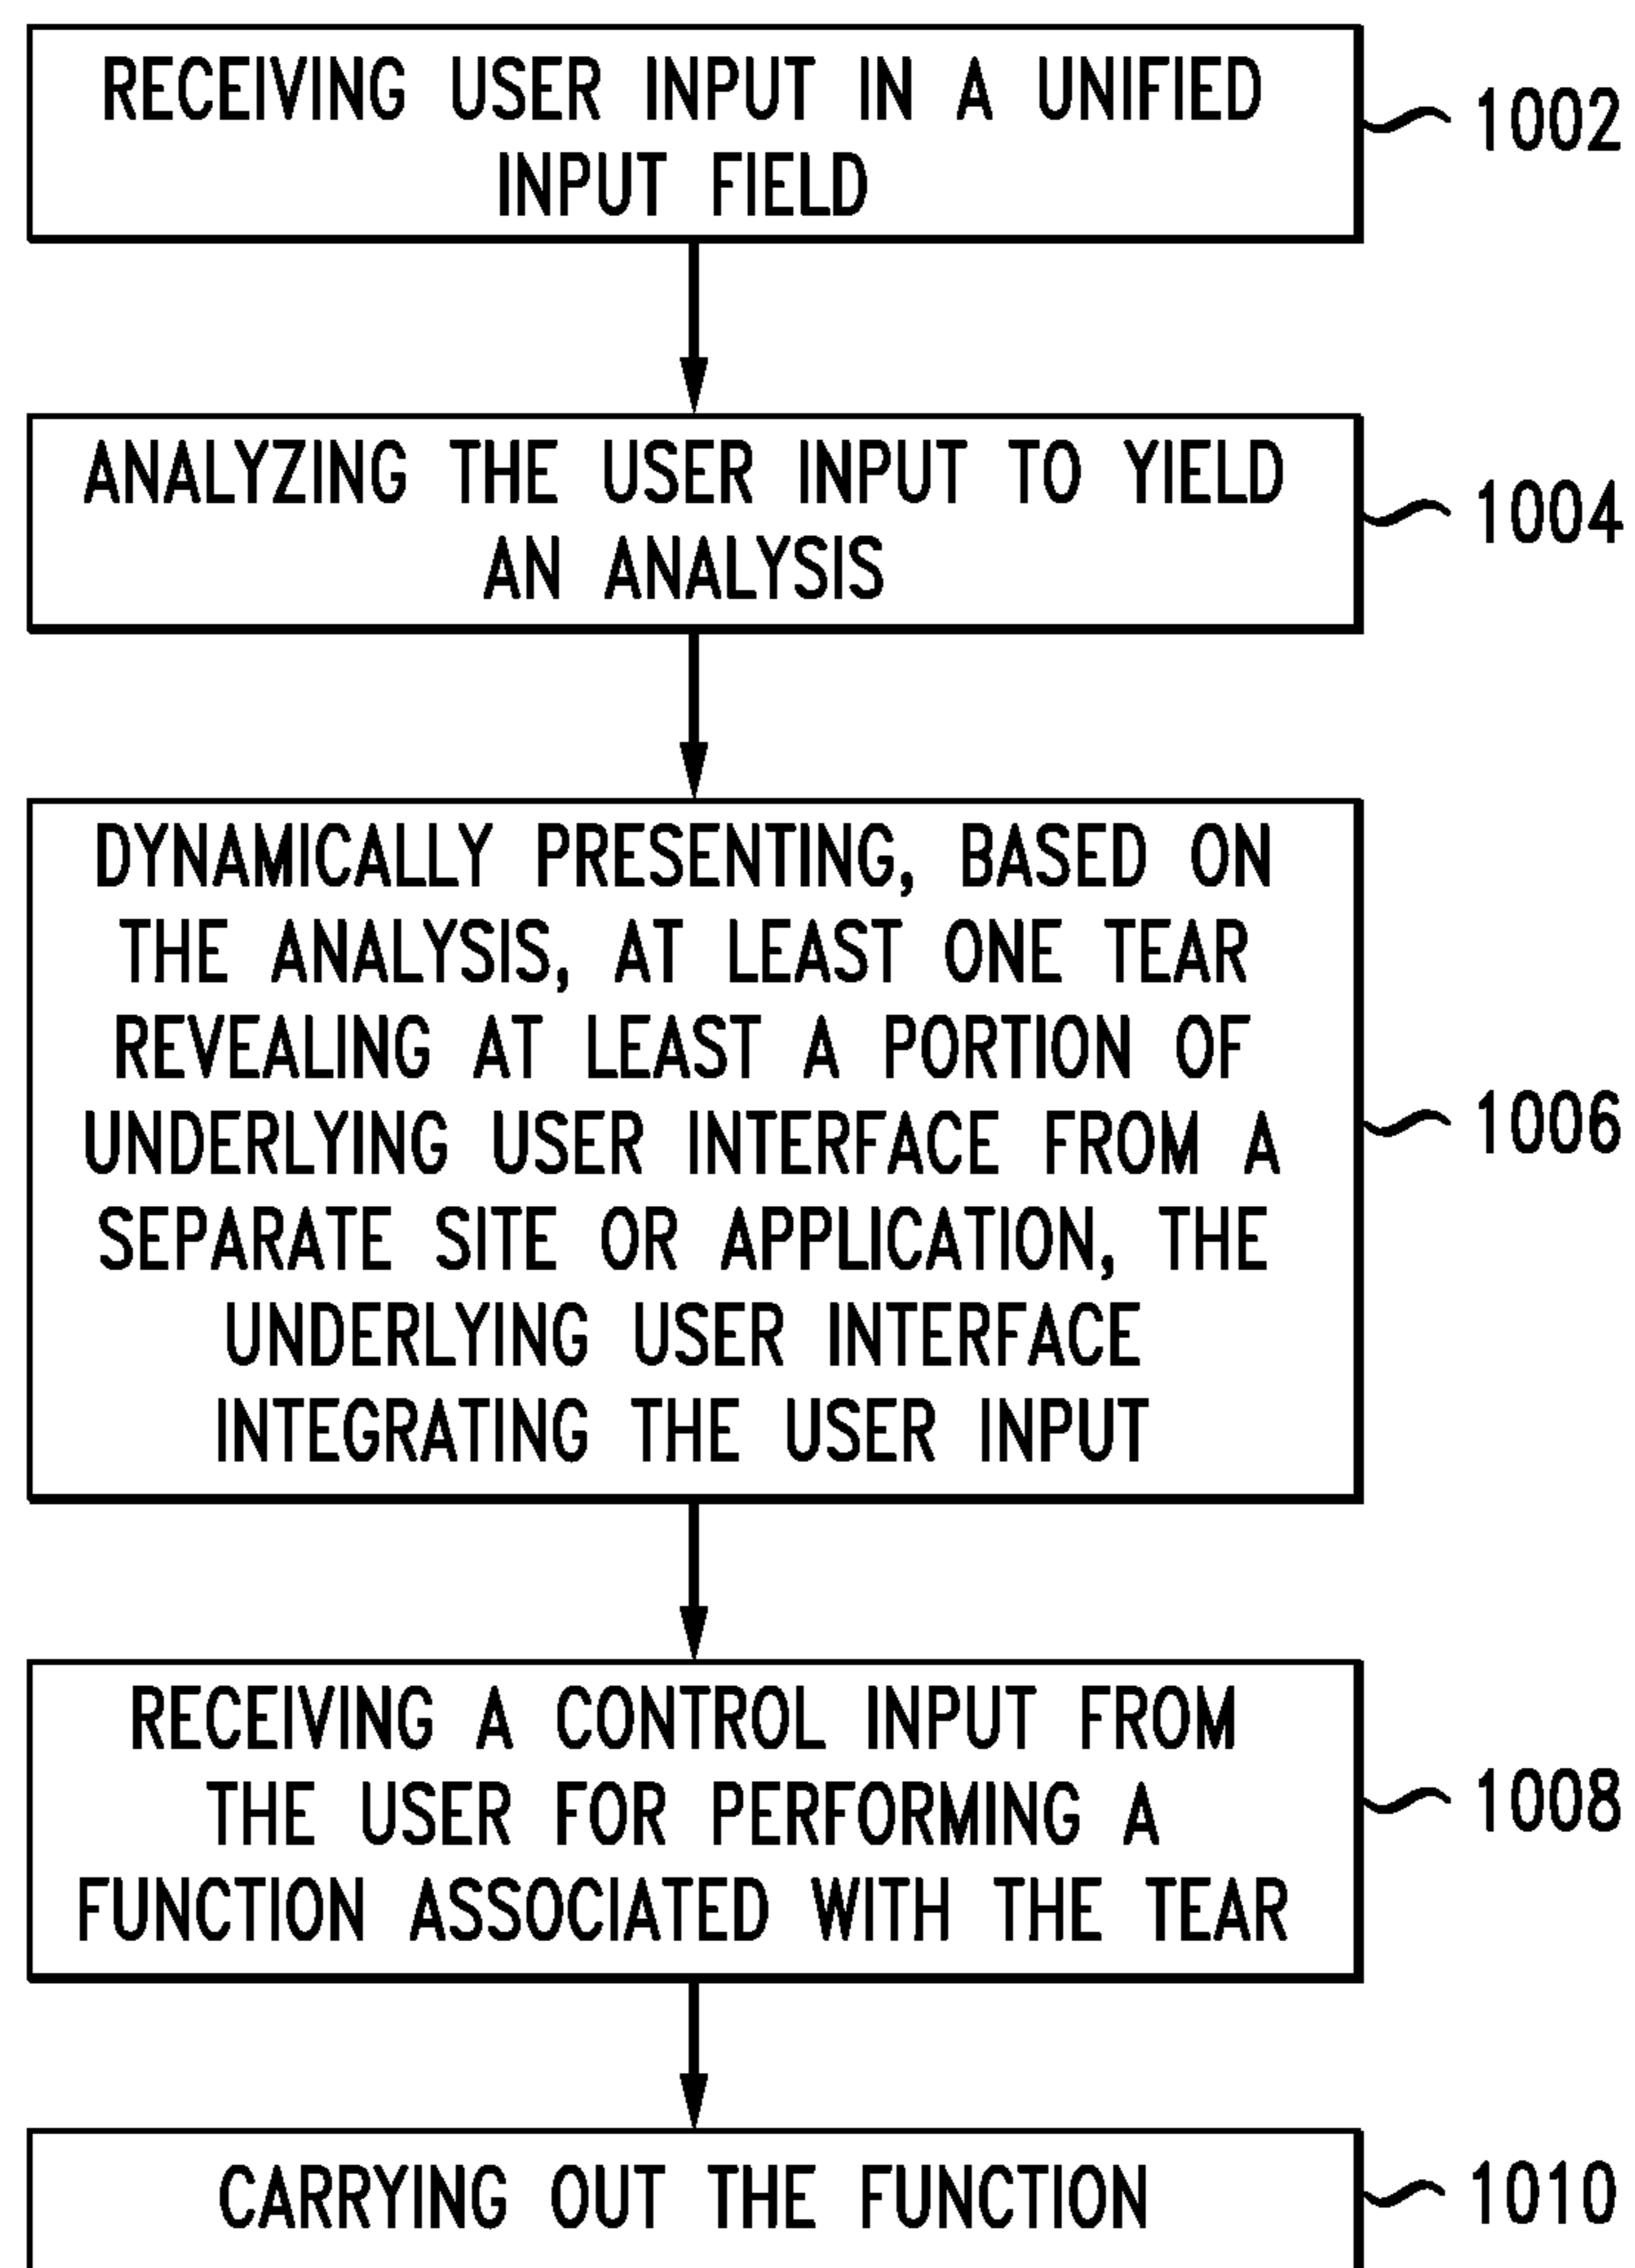 RECEIVING USER INPUT IN A UNIFIED
INPUT FIELD
1002
ANALYZING THE USER INPUT TO YIELD
AN ANALYSIS
1004
DYNAMICALLY PRESENTING, BASED ON
THE ANALYSIS, AT LEAST ONE TEAR
REVEALING AT LEAST A PORTION OF
UNDERLYING USER INTERFACE FROM A
SEPARATE SITE OR APPLICATION, THE
UNDERLYING USER INTERFACE
INTEGRATING THE USER INPUT
1006
RECEIVING A CONTROL INPUT FROM
THE USER FOR PERFORMING A
FUNCTION ASSOCIATED WITH THE TEAR
1008
CARRYING OUT THE FUNCTION
1010